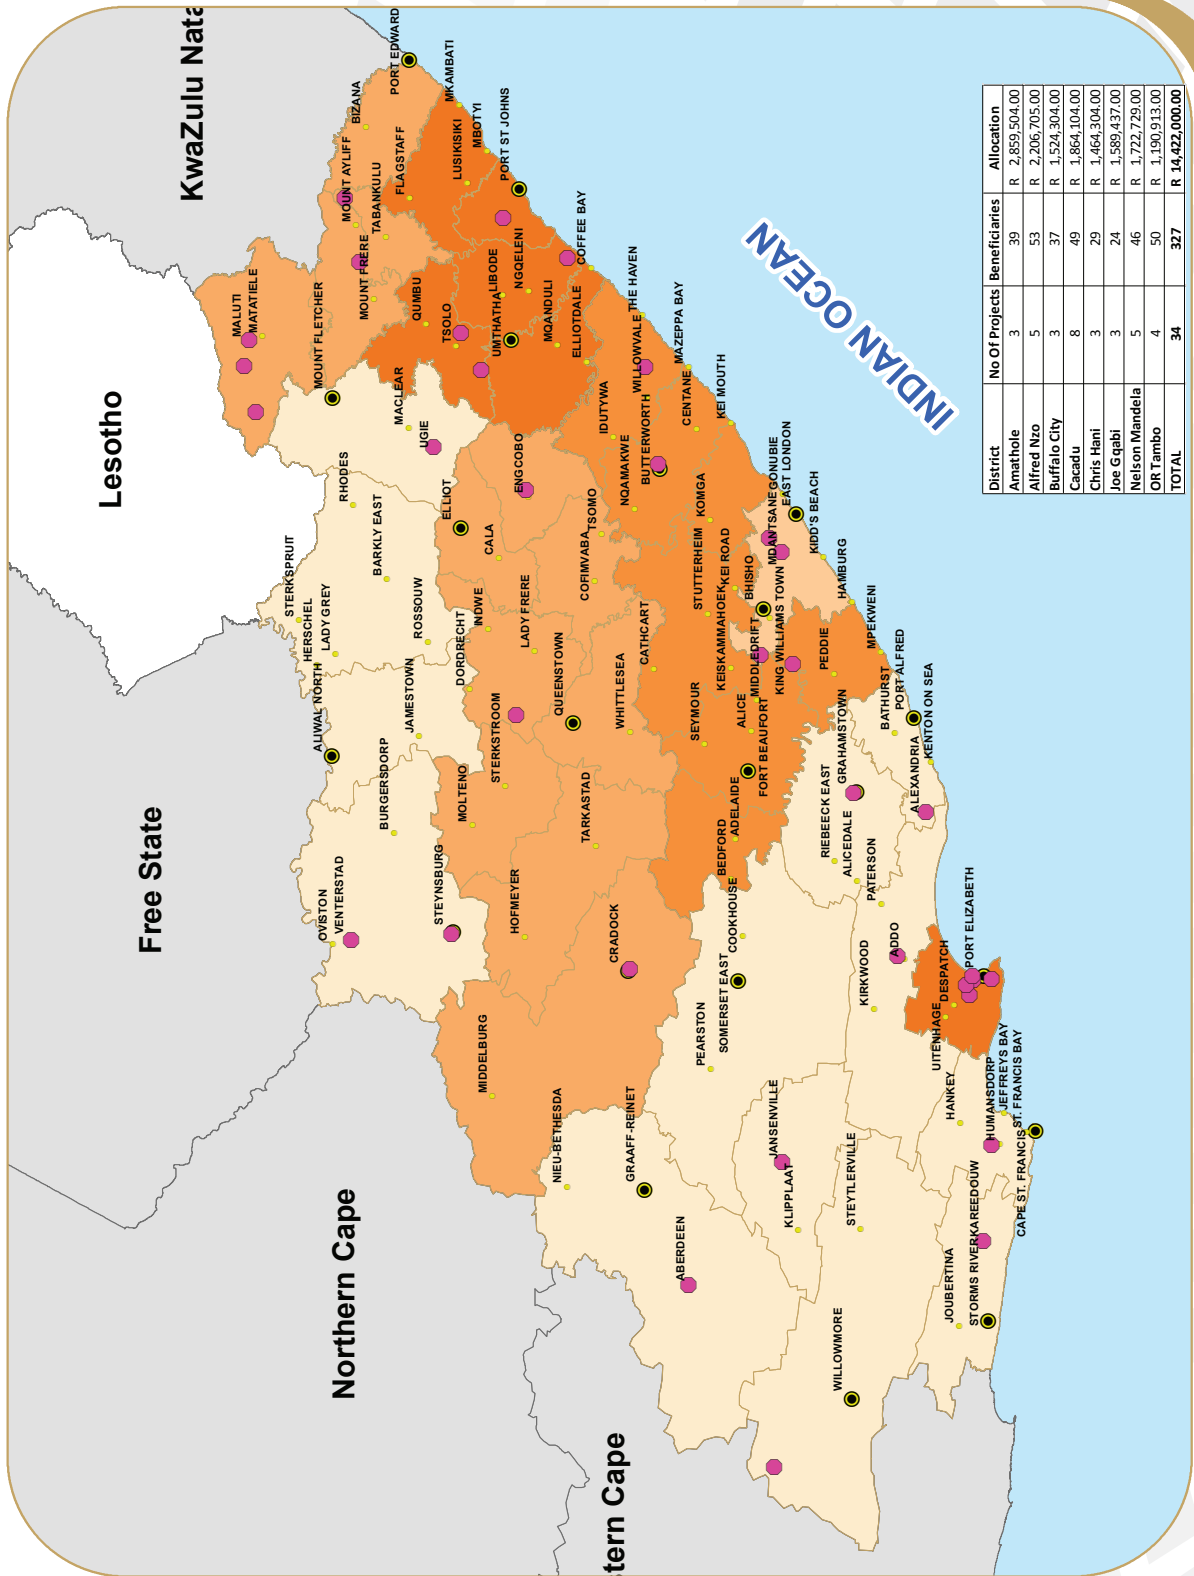 KwaZulu Nata
Lesotho
Free State
Northern Cape
tern Cape
INDIAN OCEAN
PORT EDWARD
BIZANA
MKAMBATI
MOUNT AYLIFF
FLAGSTAFF
LUSIKISIKI
MBOTYI
PORT ST JOHNS
TABANKULU
MOUNT FRERE
MALUTI
MATATIELE
MOUNT FLETCHER
QUMBU
TSOLO
LIBODE
NGQELENI
COFFEE BAY
UMTHATHA
MQANDULI
ELLIOTDALE
THE HAVEN
WILLOWVALE
MAZEPPA BAY
MACLEAR
UGIE
IDUTYWA
BUTTERWORTH
CENTANE
KEI MOUTH
ENGCOBO
NQAMAKWE
RHODES
ELLIOT
TSOMO
KOMGA
GONUBIE
EAST LONDON
BARKLY EAST
CALA
COFIMVABA
MDANTSANE
KIDD'S BEACH
STERKSPRUIT
HERSCHEL
LADY GREY
ROSSOUW
INDWE
LADY FRERE
STUTTERHEIM
KEI ROAD
BHISHO
HAMBURG
DORDRECHT
CATHCART
KEISKAMMAHOEK
MIDDLEDRIFT
KING WILLIAMS TOWN
PEDDIE
MPEKWENI
ALIWAL NORTH
JAMESTOWN
STERKSTROOM
QUEENSTOWN
WHITTLESEA
SEYMOUR
ALICE
FORT BEAUFORT
GRAHAMSTOWN
BATHURST
PORT ALFRED
KENTON ON SEA
BURGERSDORP
MOLTENO
TARKASTAD
ADELAIDE
BEDFORD
RIEBEECK EAST
ALICEDALE
ALEXANDRIA
PATERSON
OVISTON
VENTERSTAD
STEYNSBURG
HOFMEYER
CRADOCK
COOKHOUSE
SOMERSET EAST
KIRKWOOD
ADDO
DESPATCH
PORT ELIZABETH
UITENHAGE
MIDDELBURG
PEARSTON
HANKEY
HUMANSDORP
JEFFREYS BAY
ST. FRANCIS BAY
CAPE ST. FRANCIS
NIEU-BETHESDA
GRAAFF-REINET
JANSENVILLE
KLIPPLAAT
STEYTLERVILLE
KAREEDOUW
STORMS RIVER
JOUBERTINA
ABERDEEN
WILLOWMORE
District No Of Projects Beneficiaries Allocation
Amathole 3 39 R 2,859,504.00
Alfred Nzo 5 53 R 2,206,705.00
Buffalo City 3 37 R 1,524,304.00
Cacadu 8 49 R 1,864,104.00
Chris Hani 3 29 R 1,464,304.00
Joe Gqabi 3 24 R 1,589,437.00
Nelson Mandela 5 46 R 1,722,729.00
OR Tambo 4 50 R 1,190,913.00
TOTAL 34 327 R 14,422,000.00